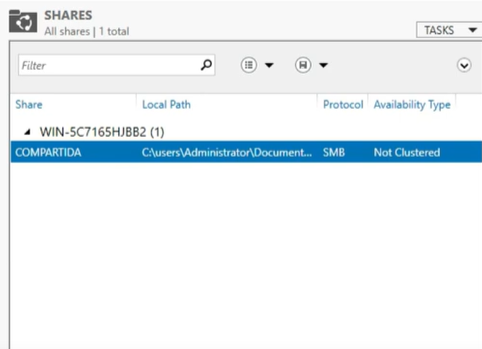 SHARES
All shares | 1 total
TASKS
Filter
Share Local Path Protocol Availability Type
WIN-5C7165HJBB2 (1)
COMPARTIDA C:\users\Administrator\Document... SMB Not Clustered